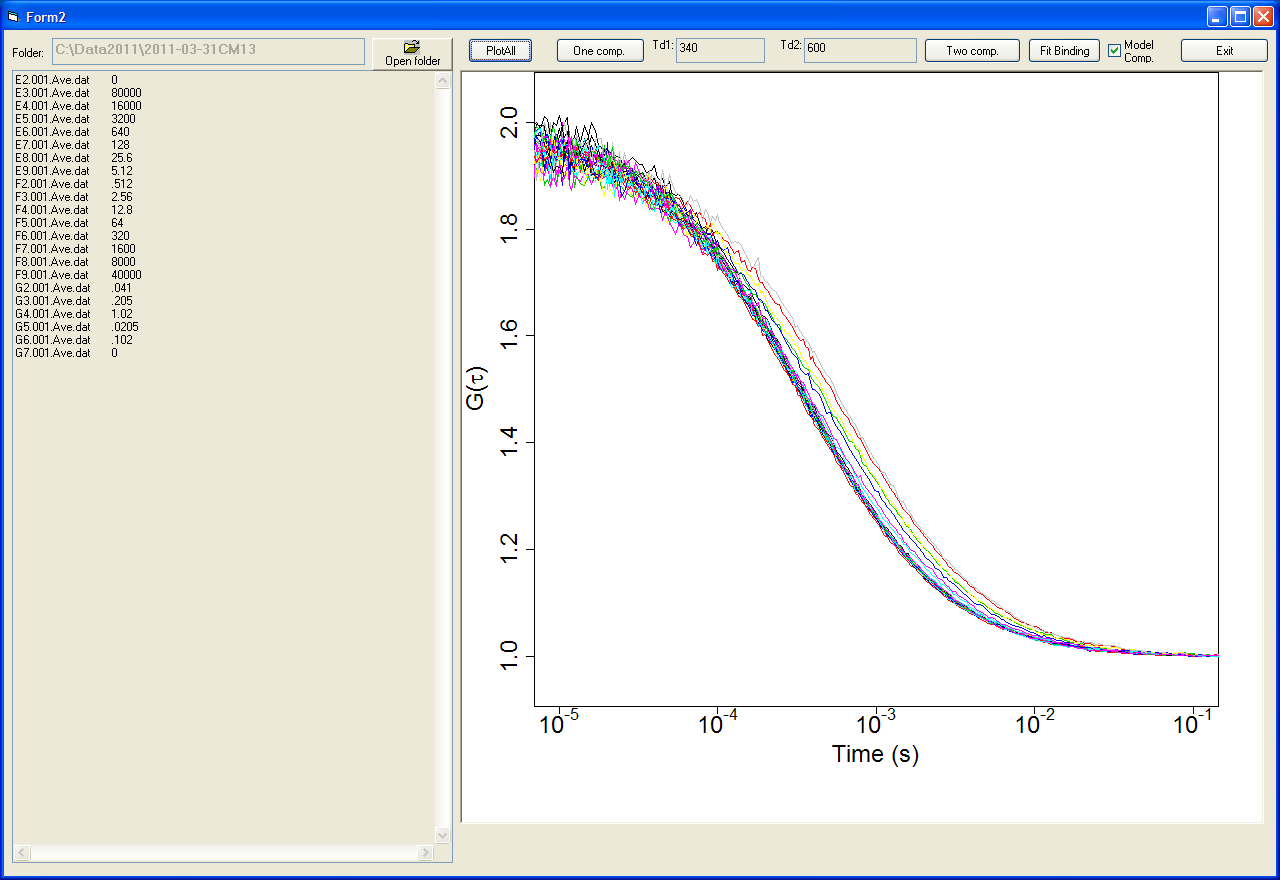 Form2
Folder: C:\Data2011\2011-03-31CM13 Open folder PlotAll One comp. Td1: 340 Td2: 600 Two comp. Fit Binding Model Comp. Exit
E2.001.Ave.dat 0
E3.001.Ave.dat 80000
E4.001.Ave.dat 16000
E5.001.Ave.dat 3200
E6.001.Ave.dat 640
E7.001.Ave.dat 128
E8.001.Ave.dat 25.6
E9.001.Ave.dat 5.12
F2.001.Ave.dat .512
F3.001.Ave.dat 2.56
F4.001.Ave.dat 12.8
F5.001.Ave.dat 64
F6.001.Ave.dat 320
F7.001.Ave.dat 1600
F8.001.Ave.dat 8000
F9.001.Ave.dat 40000
G2.001.Ave.dat .041
G3.001.Ave.dat .205
G4.001.Ave.dat 1.02
G5.001.Ave.dat .0205
G6.001.Ave.dat .102
G7.001.Ave.dat 0
2.0
1.8
1.6
1.4
1.2
1.0
G(τ)
10-5 10-4 10-3 10-2 10-1
Time (s)